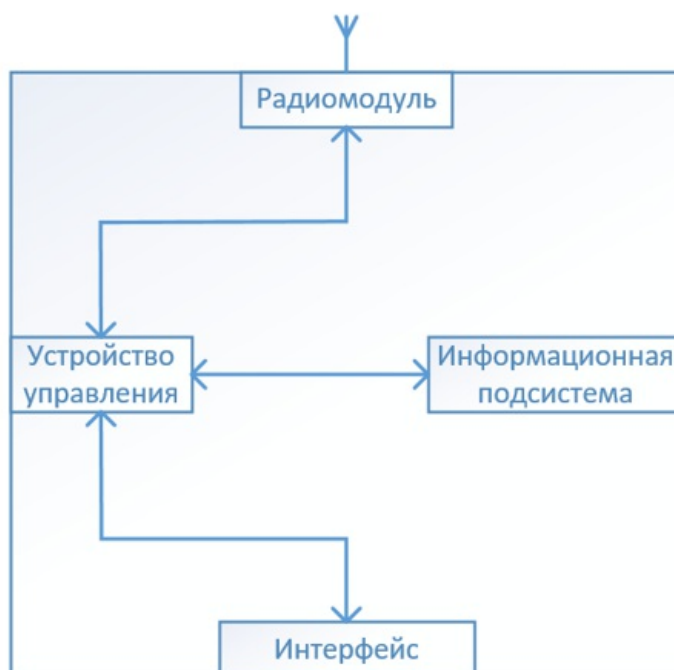 Радиомодуль
Устройство
управления
Информационная
подсистема
Интерфейс